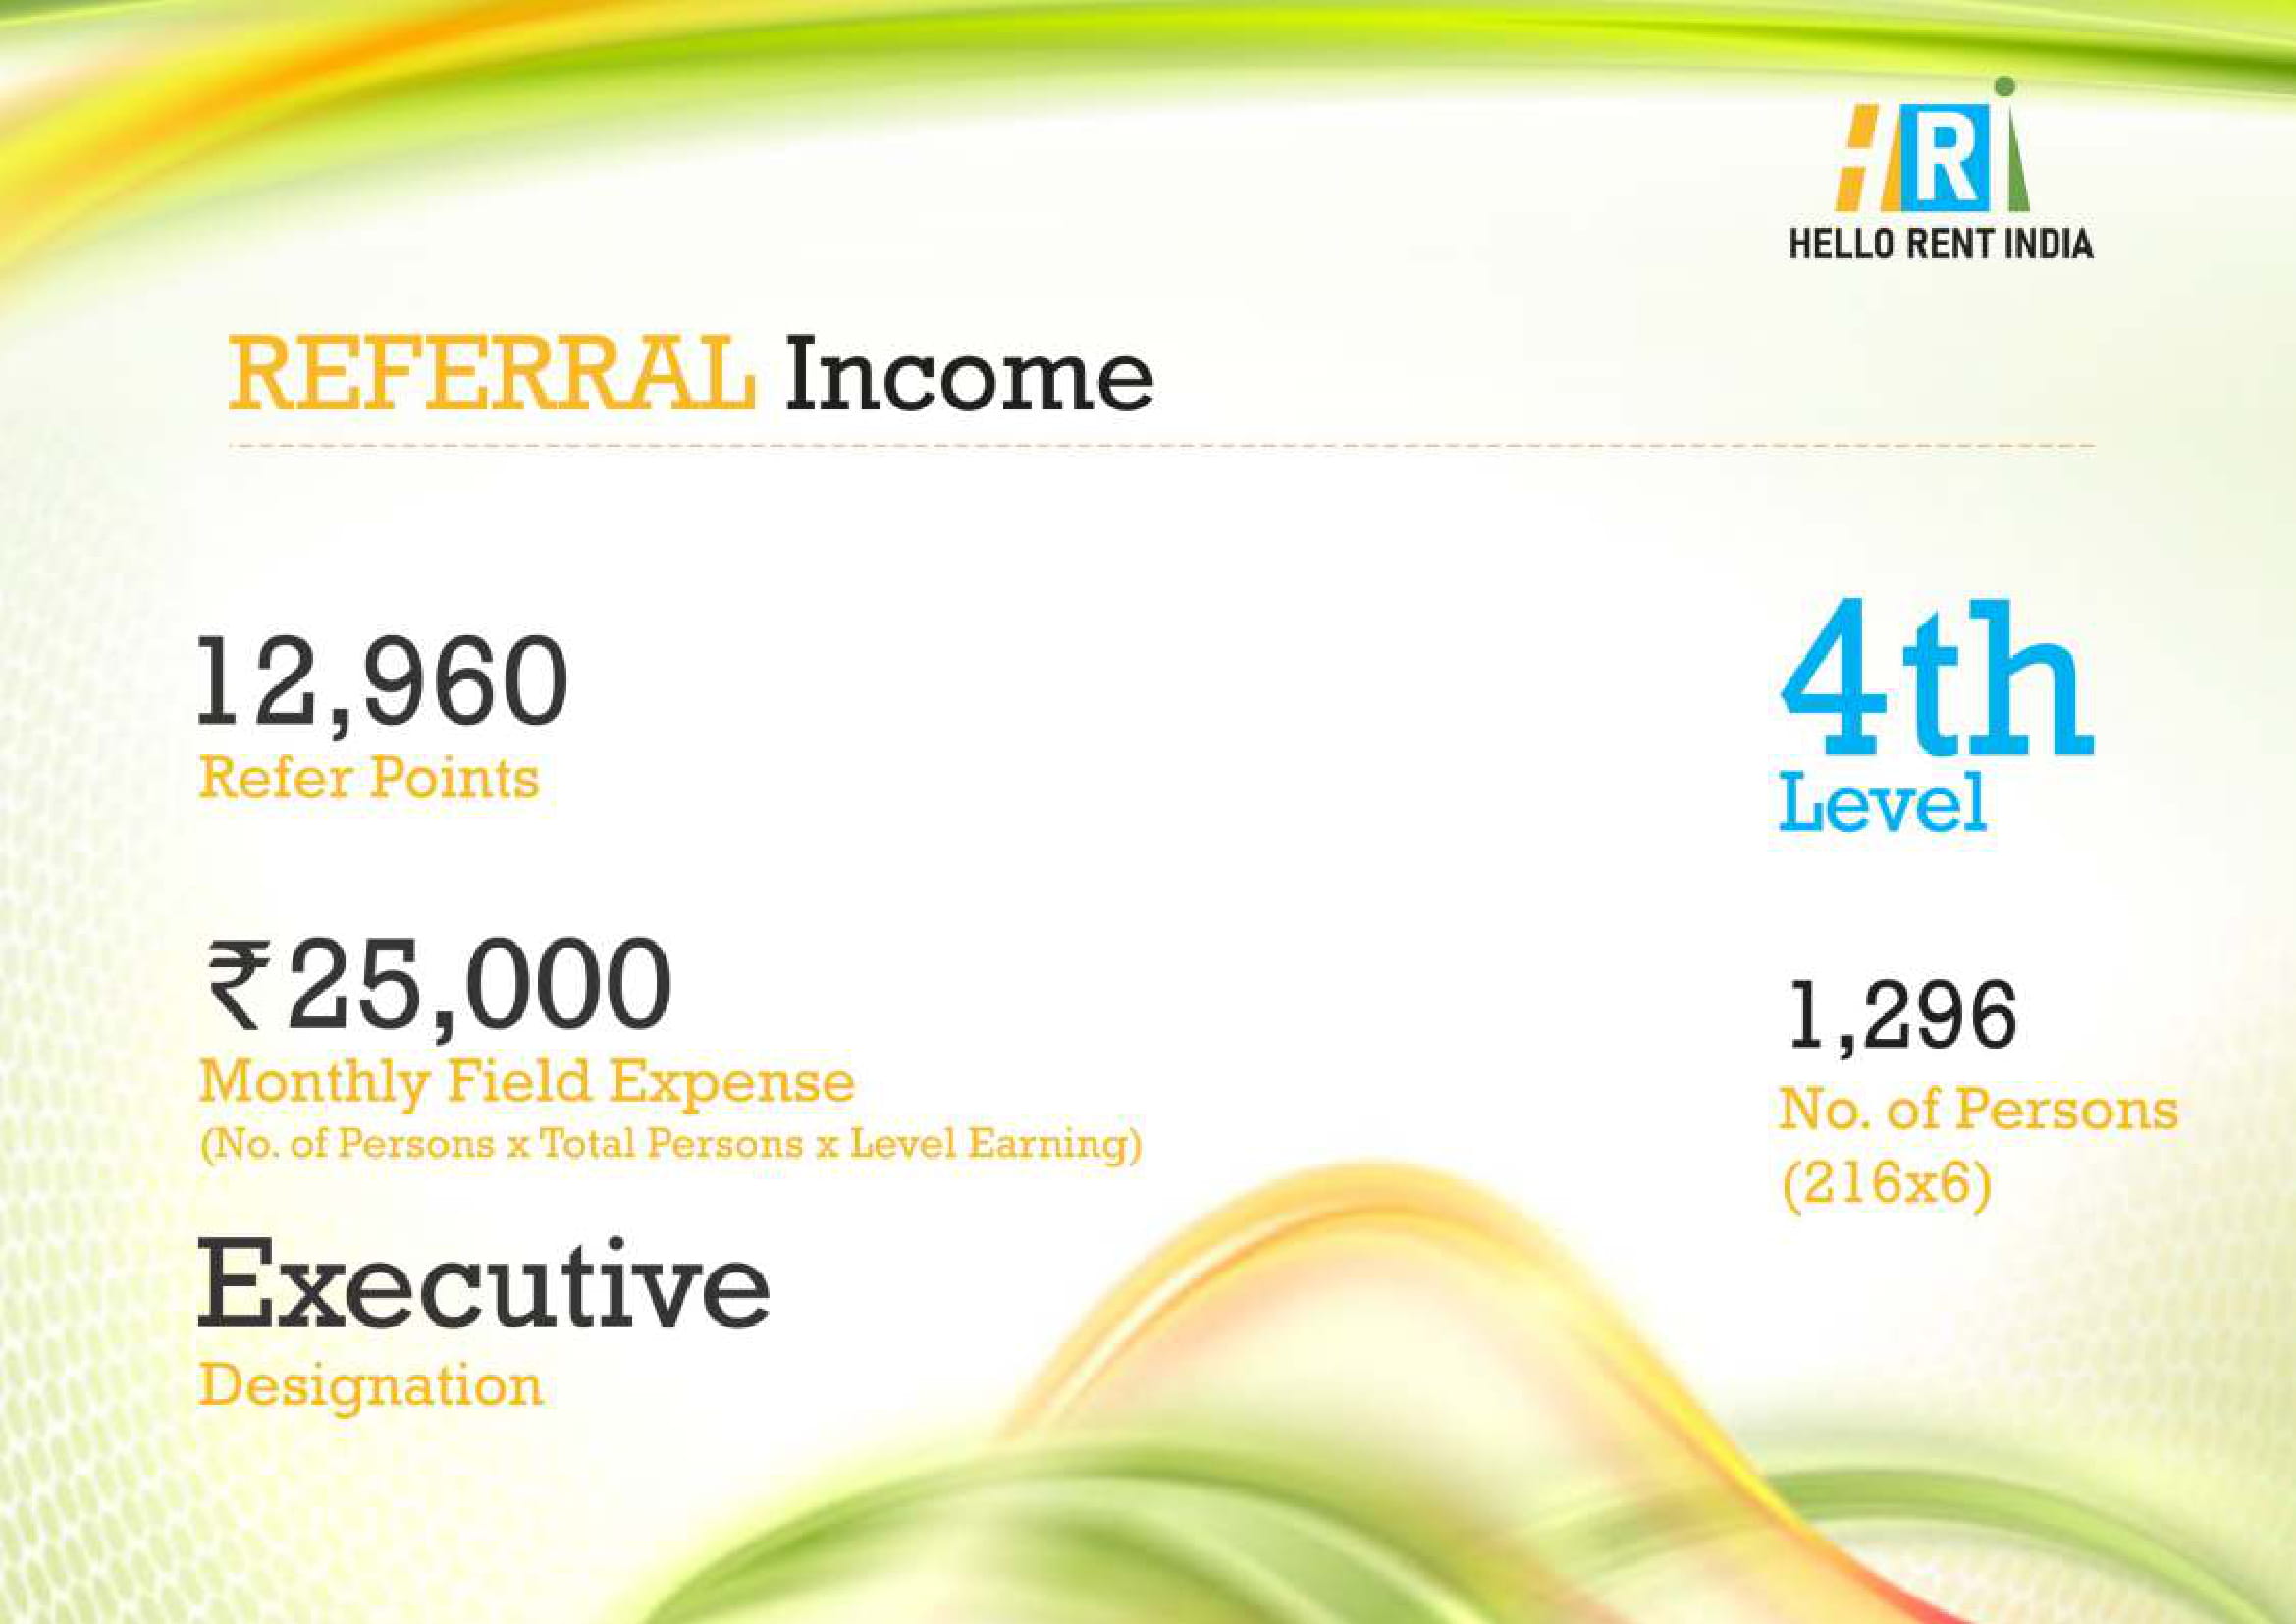 HRi
HELLO RENT INDIA
REFERRAL Income
12,960
Refer Points
4th
Level
₹25,000
Monthly Field Expense
(No. of Persons x Total Persons x Level Earning)
1,296
No. of Persons
(216x6)
Executive
Designation